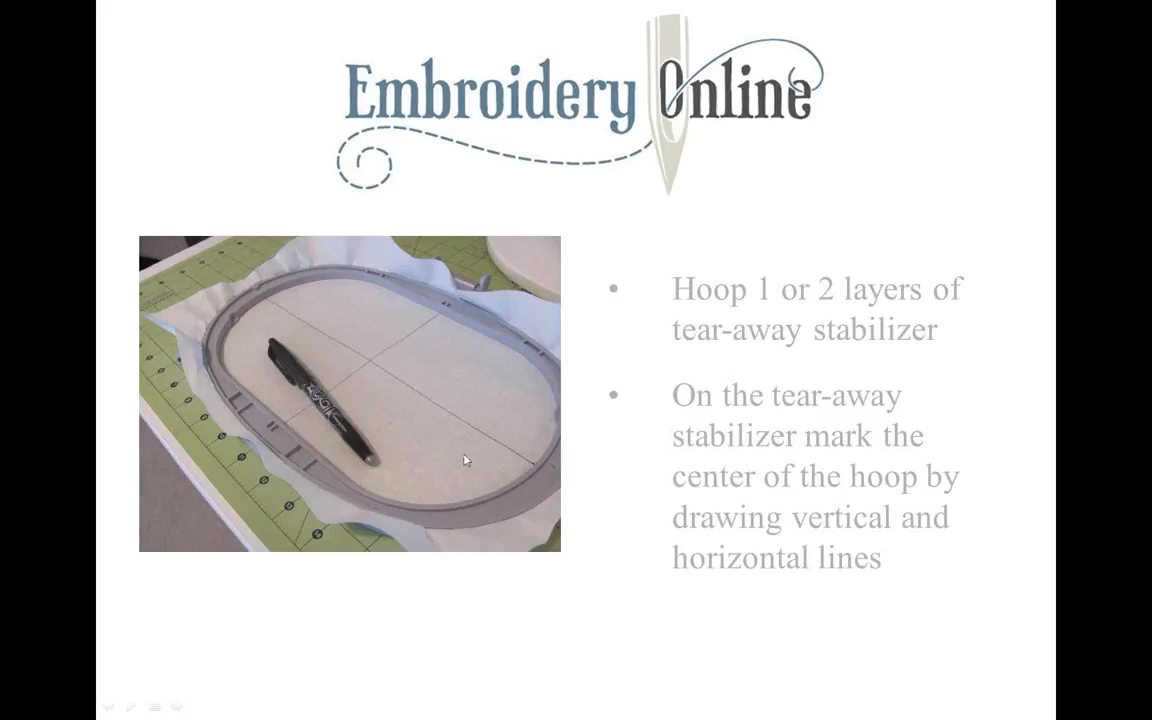 Embroidery Online
• Hoop 1 or 2 layers of
tear-away stabilizer
• On the tear-away
stabilizer mark the
center of the hoop by
drawing vertical and
horizontal lines